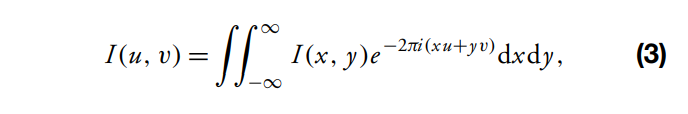 I(u, v) = ∬_{-∞}^{∞} I(x, y)e^{-2πi(xu+yv)}dxdy, (3)